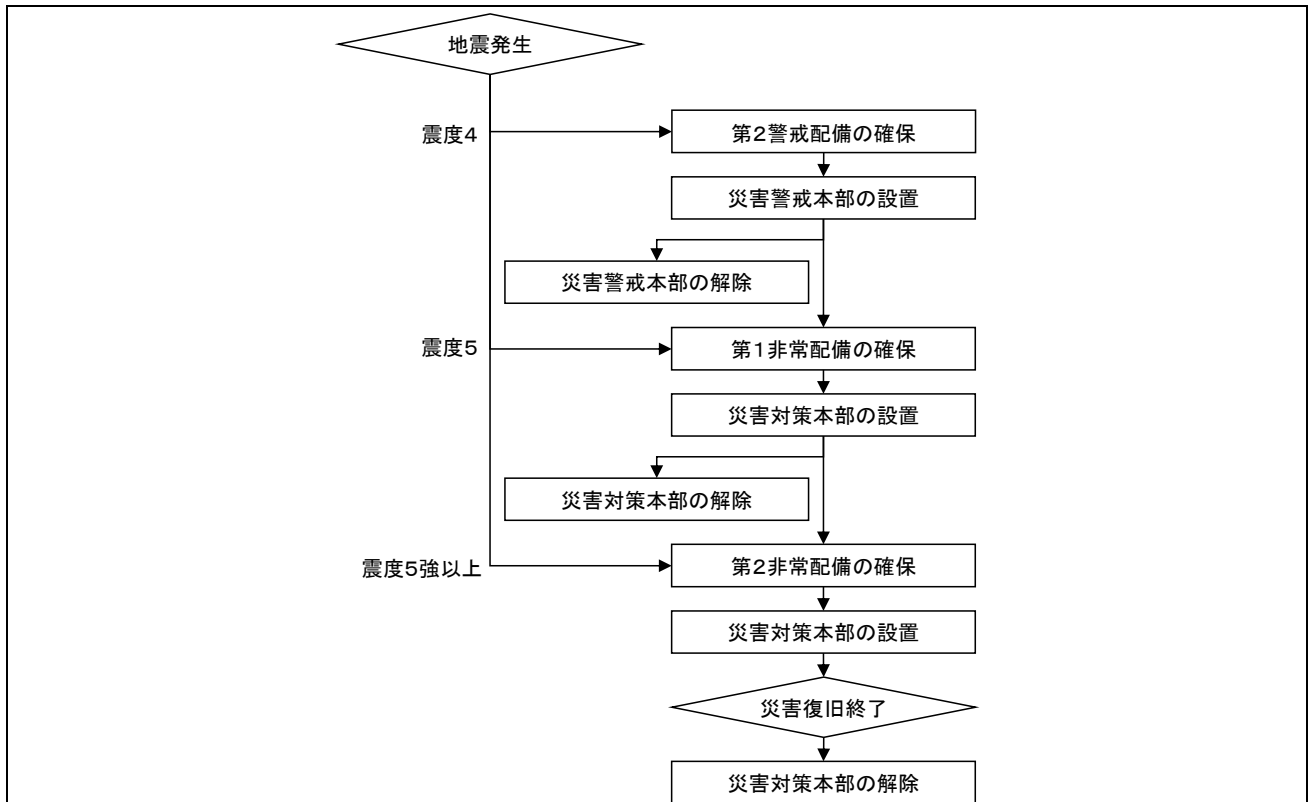 地震発生
震度4
第2警戒配備の確保
災害警戒本部の設置
災害警戒本部の解除
震度5
第1非常配備の確保
災害対策本部の設置
災害対策本部の解除
震度5強以上
第2非常配備の確保
災害対策本部の設置
災害復旧終了
災害対策本部の解除